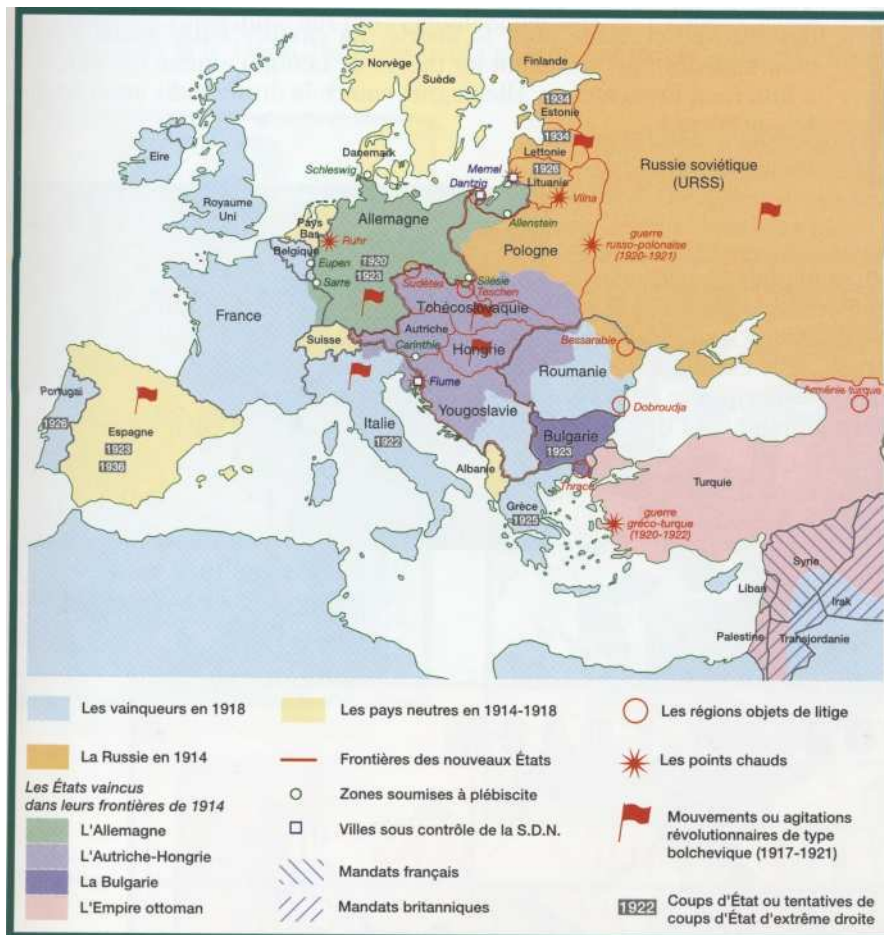 Norvège
Suède
Finlande
1934
Estonie
1934
Lettonie
1926
Lituanie
Russie soviétique
(URSS)
Eire
Royaume
Uni
Danemark
Schleswig
Memel
Dantzig
Vilna
Allemagne
Allenstein
Pays
Bas
Ruhr
Belgique
Eupen
Sarre
1920
1923
Pologne
guerre
russo-polonaise
(1920-1921)
Sudètes
Silésie
Teschen
Tchécoslovaquie
France
Suisse
Autriche
Carinthie
Hongrie
Bessarabie
Roumanie
Fiume
Yougoslavie
Dobroudja
Arménie turque
Portugal
1926
Espagne
1923
1936
Italie
1922
Bulgarie
1923
Albanie
Thrace
Turquie
Grèce
1925
guerre
gréco-turque
(1920-1922)
Syrie
Liban
Irak
Palestine
Transjordanie
Les vainqueurs en 1918
Les pays neutres en 1914-1918
Les régions objets de litige
La Russie en 1914
Frontières des nouveaux États
Les points chauds
Les États vaincus
dans leurs frontières de 1914
Zones soumises à plébiscite
Villes sous contrôle de la S.D.N.
Mouvements ou agitations
révolutionnaires de type
bolchevique (1917-1921)
L'Allemagne
L'Autriche-Hongrie
Mandats français
La Bulgarie
L'Empire ottoman
Mandats britanniques
1922
Coups d'État ou tentatives de
coups d'État d'extrême droite